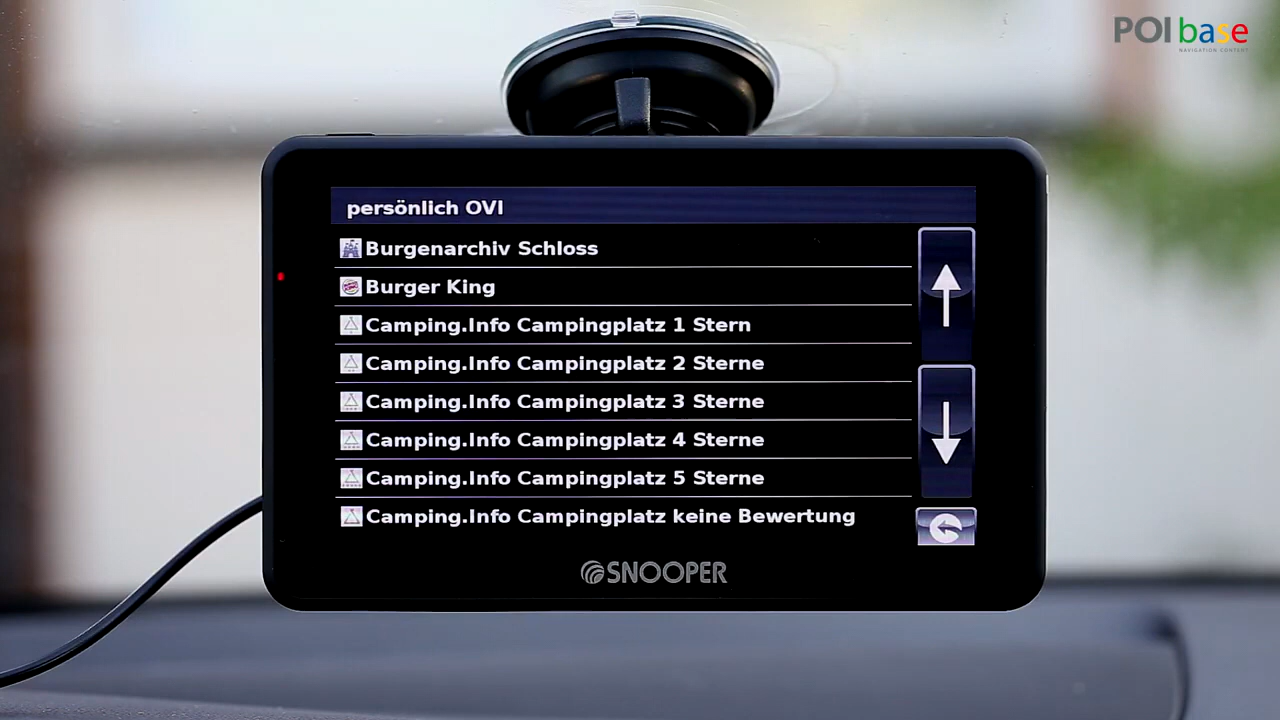 POIbase
NAVIGATION CONTENT
persönlich OVI
Burgenarchiv Schloss
Burger King
Camping.Info Campingplatz 1 Stern
Camping.Info Campingplatz 2 Sterne
Camping.Info Campingplatz 3 Sterne
Camping.Info Campingplatz 4 Sterne
Camping.Info Campingplatz 5 Sterne
Camping.Info Campingplatz keine Bewertung
SNOOPER